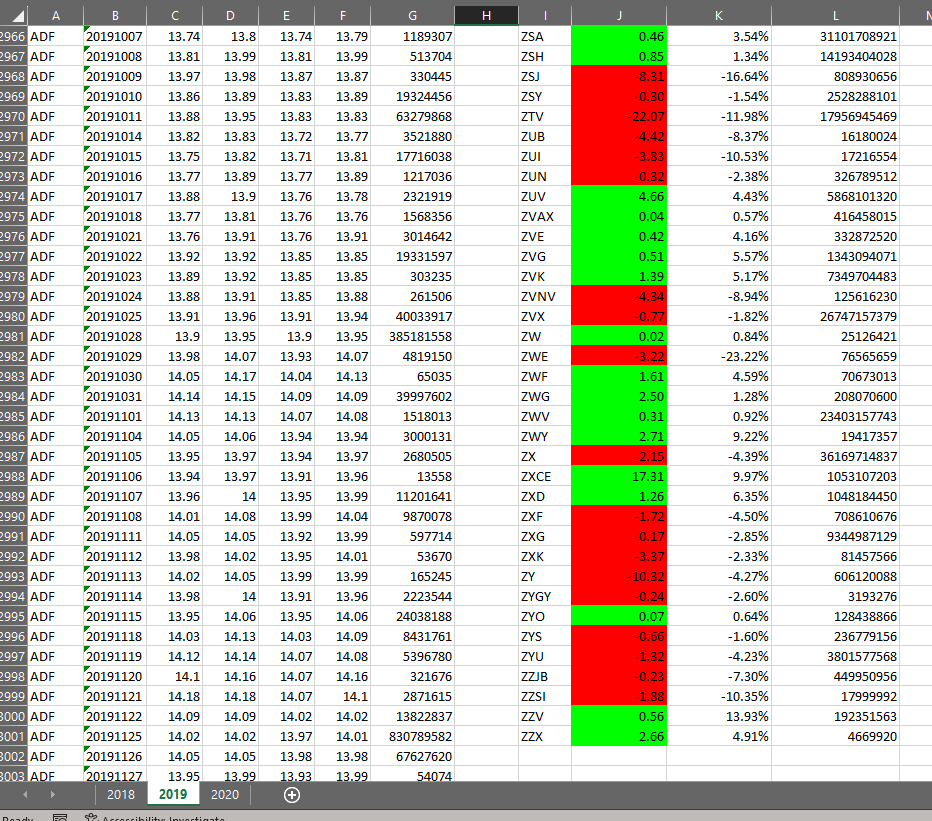 A B C D E F G H I J K L
2966 ADF 20191007 13.74 13.8 13.74 13.79 1189307 ZSA 0.46 3.54% 31101708921
2967 ADF 20191008 13.81 13.99 13.81 13.99 513704 ZSH 0.85 1.34% 14193404028
2968 ADF 20191009 13.97 13.98 13.87 13.87 330445 ZSJ -8.31 -16.64% 808930656
2969 ADF 20191010 13.86 13.89 13.83 13.89 19324456 ZSY -0.30 -1.54% 2528288101
2970 ADF 20191011 13.88 13.95 13.83 13.83 63279868 ZTV -22.07 -11.98% 17956945469
2971 ADF 20191014 13.82 13.83 13.72 13.77 3521880 ZUB -4.42 -8.37% 16180024
2972 ADF 20191015 13.75 13.82 13.71 13.81 17716038 ZUI -3.83 -10.53% 17216554
2973 ADF 20191016 13.77 13.89 13.77 13.89 1217036 ZUN -0.32 -2.38% 326789512
2974 ADF 20191017 13.88 13.9 13.76 13.78 2321919 ZUV 4.66 4.43% 5868101320
2975 ADF 20191018 13.77 13.81 13.76 13.76 1568356 ZVAX 0.04 0.57% 416458015
2976 ADF 20191021 13.76 13.91 13.76 13.91 3014642 ZVE 0.42 4.16% 332872520
2977 ADF 20191022 13.92 13.92 13.85 13.85 19331597 ZVG 0.51 5.57% 1343094071
2978 ADF 20191023 13.89 13.92 13.85 13.85 303235 ZVK 1.39 5.17% 7349704483
2979 ADF 20191024 13.88 13.91 13.85 13.88 261506 ZVNV -4.34 -8.94% 125616230
2980 ADF 20191025 13.91 13.96 13.91 13.94 40033917 ZVX -0.77 -1.82% 26747157379
2981 ADF 20191028 13.9 13.95 13.9 13.95 385181558 ZW 0.02 0.84% 25126421
2982 ADF 20191029 13.98 14.07 13.93 14.07 4819150 ZWE -3.22 -23.22% 76565659
2983 ADF 20191030 14.05 14.17 14.04 14.13 65035 ZWF 1.61 4.59% 70673013
2984 ADF 20191031 14.14 14.15 14.09 14.09 39997602 ZWG 2.50 1.28% 208070600
2985 ADF 20191101 14.13 14.13 14.07 14.08 1518013 ZWV 0.31 0.92% 23403157743
2986 ADF 20191104 14.05 14.06 13.94 13.94 3000131 ZWY 2.71 9.22% 19417357
2987 ADF 20191105 13.95 13.97 13.94 13.97 2680505 ZX -2.15 -4.39% 36169714837
2988 ADF 20191106 13.94 13.97 13.91 13.96 13558 ZXCE 17.31 9.97% 1053107203
2989 ADF 20191107 13.96 14 13.95 13.99 11201641 ZXD 1.26 6.35% 1048184450
2990 ADF 20191108 14.01 14.08 13.99 14.04 9870078 ZXF -1.72 -4.50% 708610676
2991 ADF 20191111 14.05 14.05 13.92 13.99 597714 ZXG -0.17 -2.85% 9344987129
2992 ADF 20191112 13.98 14.02 13.95 14.01 53670 ZXK -3.37 -2.33% 81457566
2993 ADF 20191113 14.02 14.05 13.99 13.99 165245 ZY -10.32 -4.27% 606120088
2994 ADF 20191114 13.98 14 13.91 13.96 2223544 ZYGY -0.24 -2.60% 3193276
2995 ADF 20191115 13.95 14.06 13.95 14.06 24038188 ZYO 0.07 0.64% 128438866
2996 ADF 20191118 14.03 14.13 14.03 14.09 8431761 ZYS -0.66 -1.60% 236779156
2997 ADF 20191119 14.12 14.14 14.07 14.08 5396780 ZYU -1.32 -4.23% 3801577568
2998 ADF 20191120 14.1 14.16 14.07 14.16 321676 ZZJB -0.23 -7.30% 449950956
2999 ADF 20191121 14.18 14.18 14.07 14.1 2871615 ZZSI -1.88 -10.35% 17999992
3000 ADF 20191122 14.09 14.09 14.02 14.02 13822837 ZZV 0.56 13.93% 192351563
3001 ADF 20191125 14.02 14.02 13.97 14.01 830789582 ZZX 2.66 4.91% 4669920
3002 ADF 20191126 14.05 14.05 13.98 13.98 67627620
3003 ADF 20191127 13.95 13.99 13.93 13.99 54074
2018 2019 2020
Ready Accessibility: Investigate